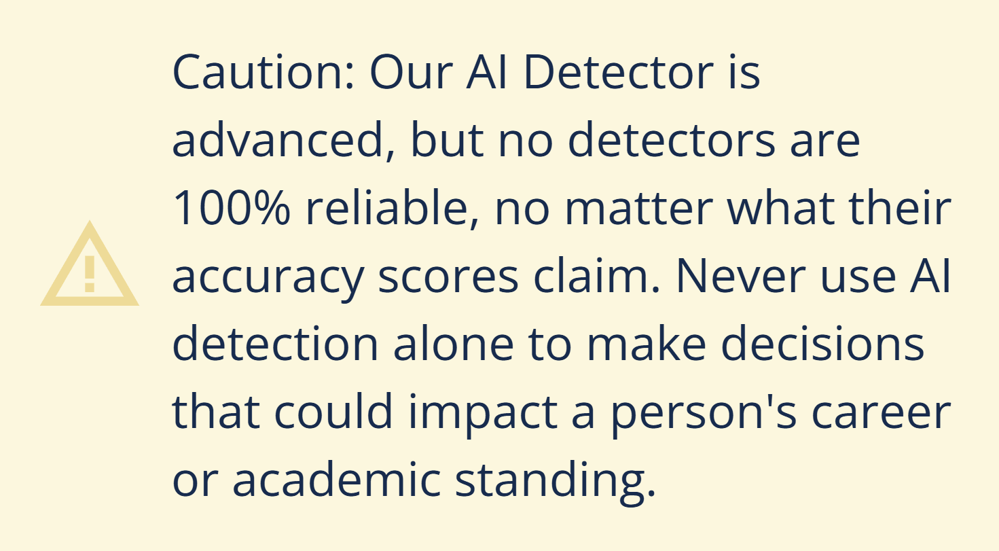 Caution: Our AI Detector is
advanced, but no detectors are
100% reliable, no matter what their
accuracy scores claim. Never use AI
detection alone to make decisions
that could impact a person's career
or academic standing.